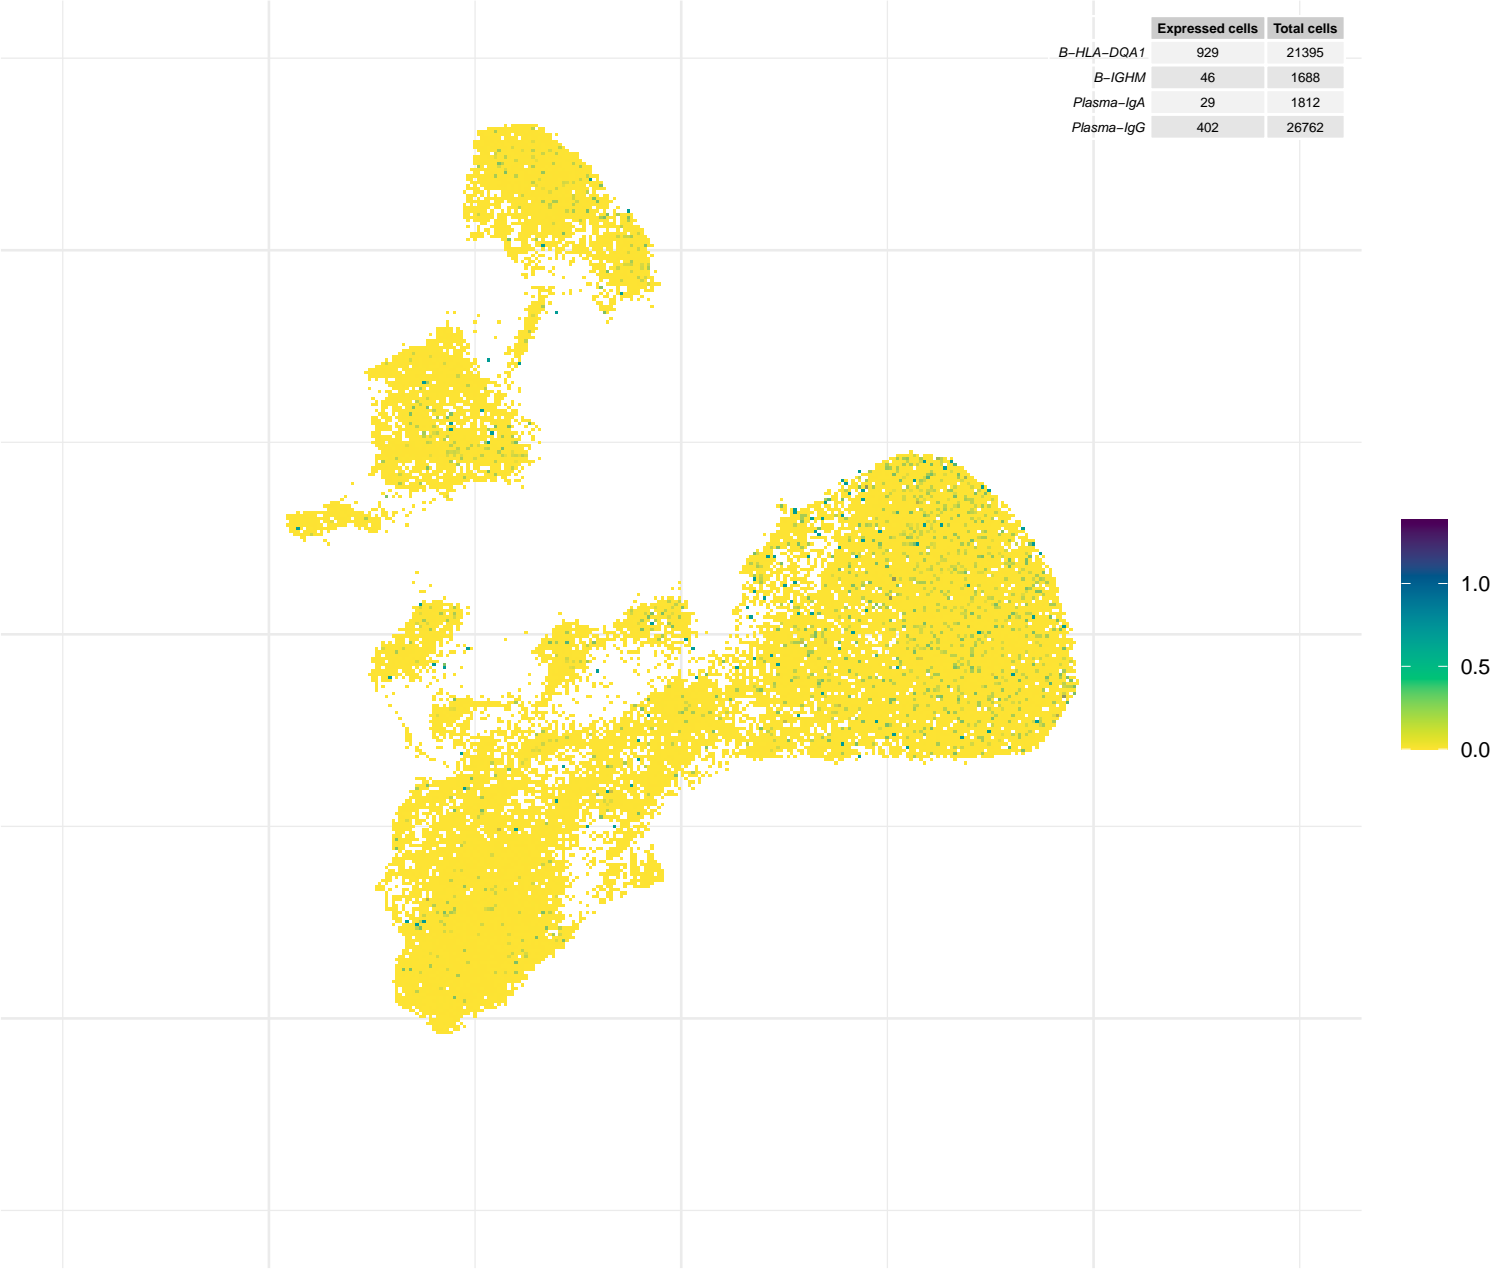 Expressed cells Total cells
B−HLA−DQA1 929 21395
B−IGHM 46 1688
Plasma−IgA 29 1812
Plasma−IgG 402 26762
1.0
0.5
0.0